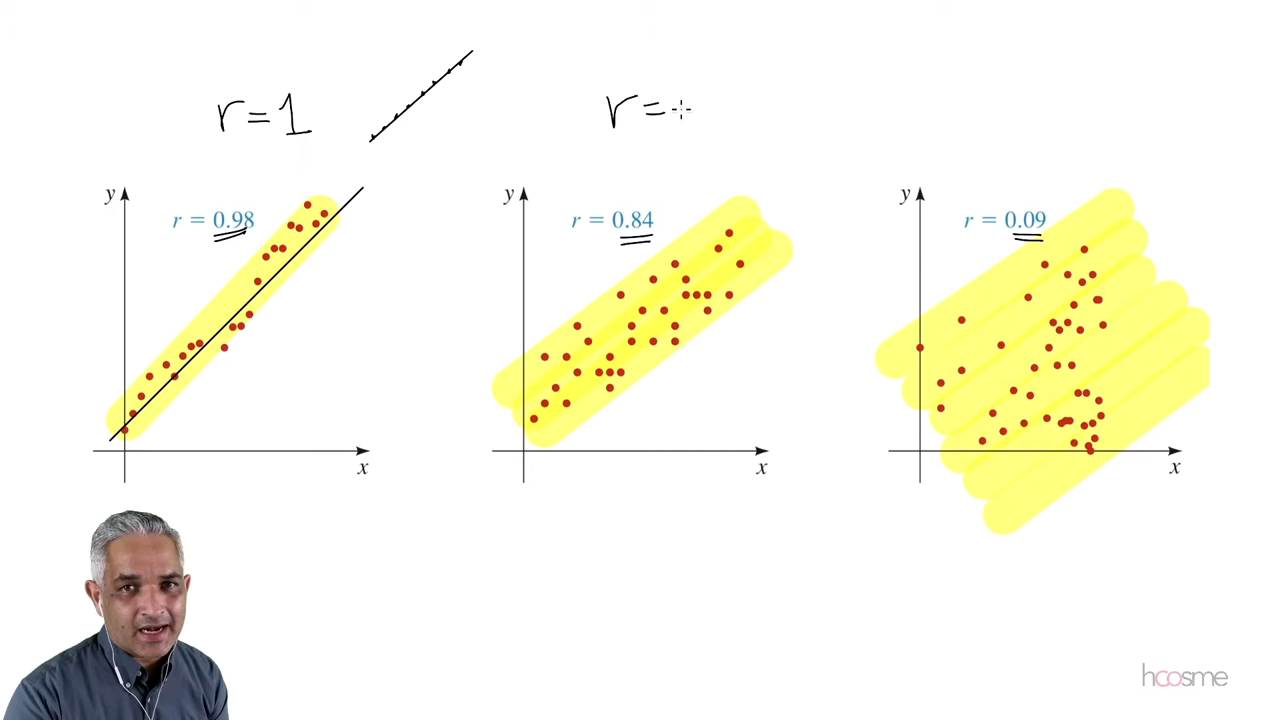 r = 1
r =
y
r = 0.98
x
y
r = 0.84
x
y
r = 0.09
x
hcosme